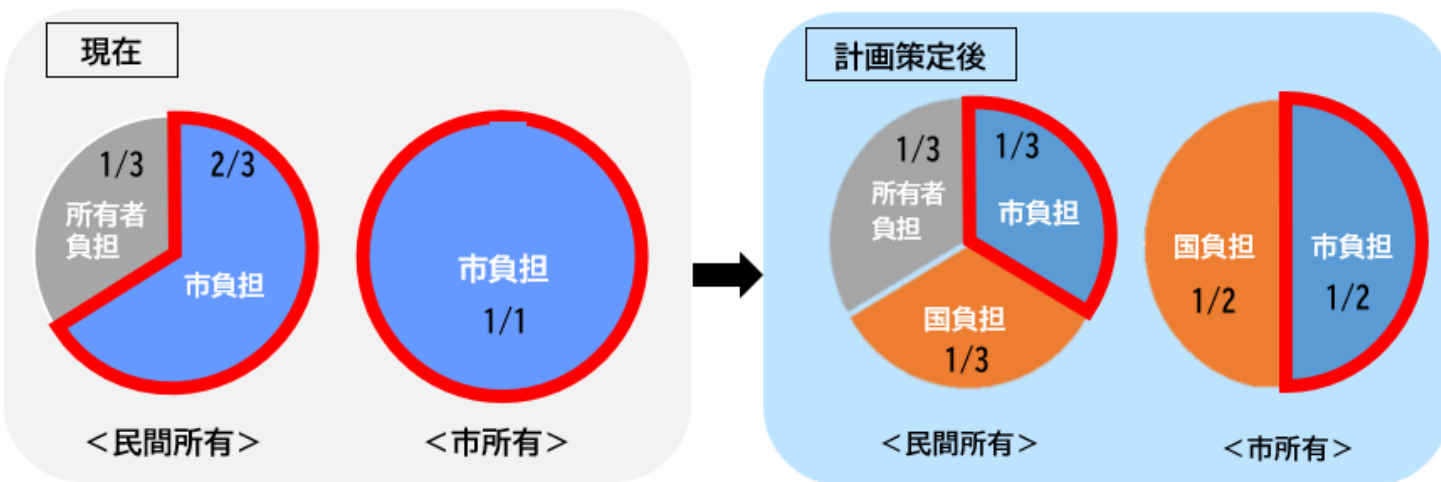 現在
1/3
所有者
負担
2/3
市負担
<民間所有>
市負担
1/1
<市所有>
計画策定後
1/3
所有者
負担
1/3
市負担
国負担
1/3
<民間所有>
国負担
1/2
市負担
1/2
<市所有>